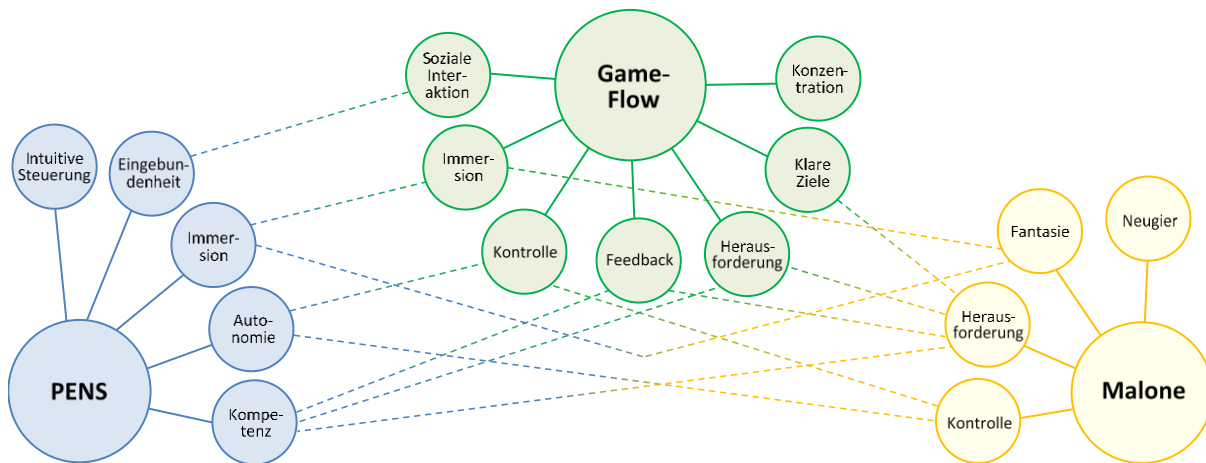 Soziale
Inter-
aktion
Game-
Flow
Konzen-
tration
Intuitive
Steuerung
Eingebun-
denheit
Immer-
sion
Klare
Ziele
Immer-
sion
Kontrolle
Feedback
Heraus-
forderung
Fantasie
Neugier
Auto-
nomie
Heraus-
forderung
PENS
Kompe-
tenz
Kontrolle
Malone